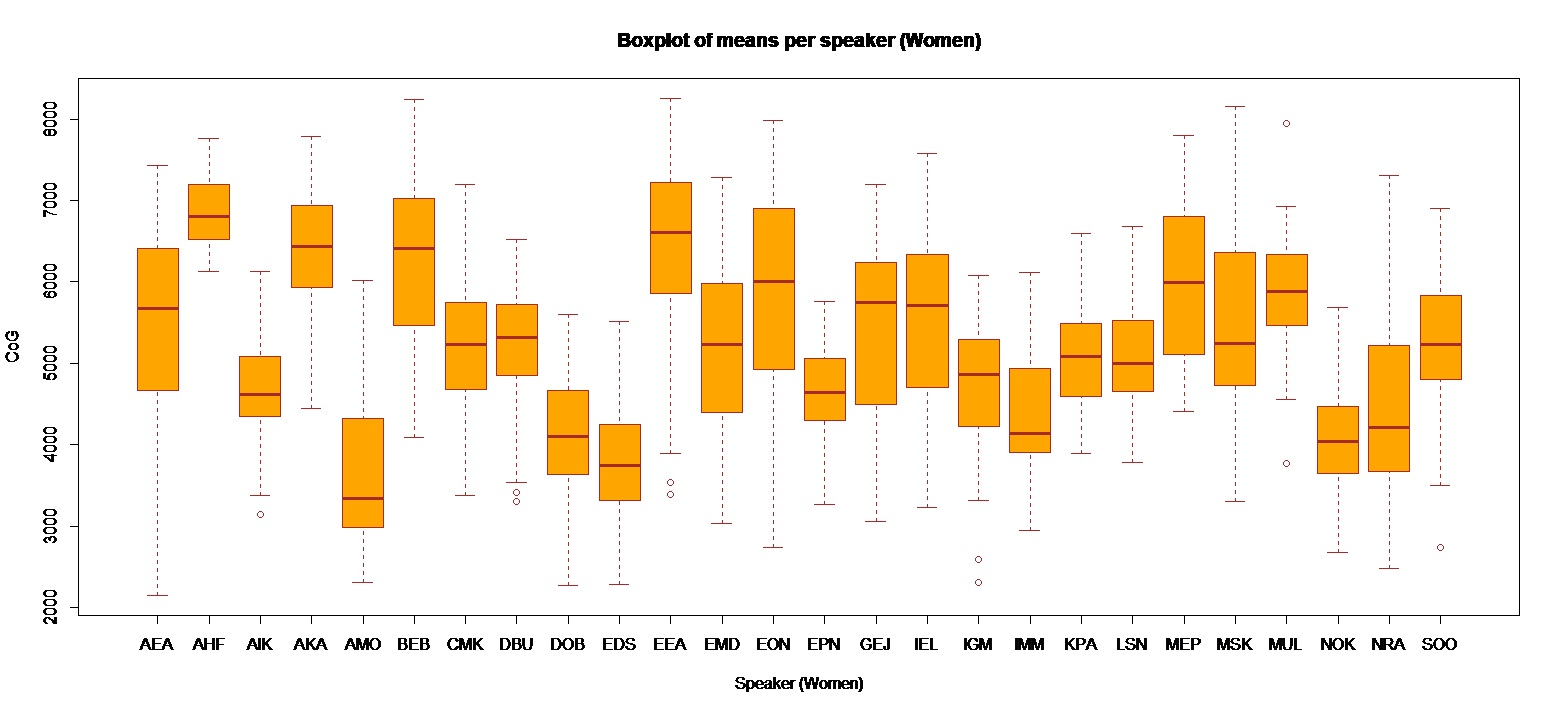 Boxplot of means per speaker (Women)
CoG
8000
7000
6000
5000
4000
3000
2000
AEA AHF AIK AKA AMO BEB CMK DBU DOB EDS EEA EMD EON EPN GEJ IEL IGM IMM KPA LSN MEP MSK MUL NOK NRA SOO
Speaker (Women)